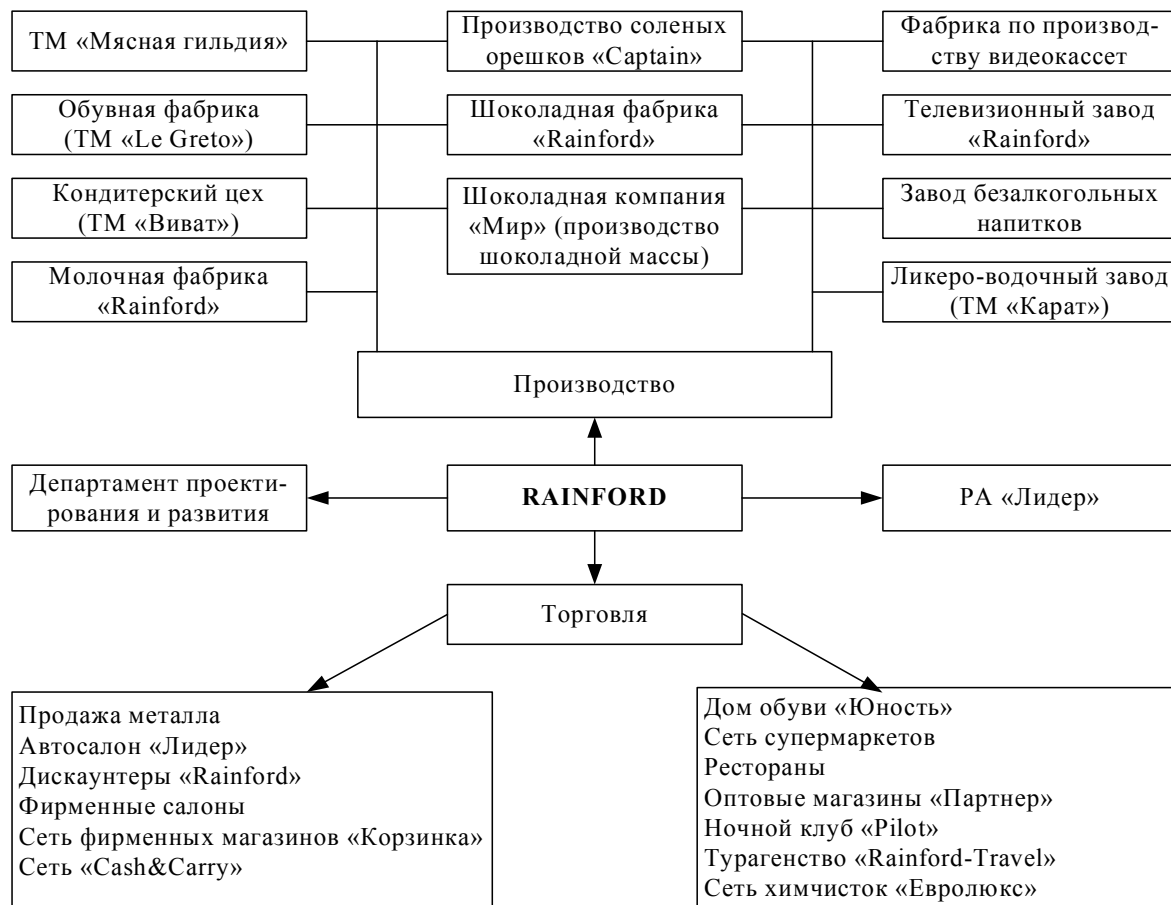 ТМ «Мясная гильдия»
Производство соленых
орешков «Captain»
Фабрика по производ-
ству видеокассет
Обувная фабрика
(ТМ «Le Greto»)
Шоколадная фабрика
«Rainford»
Телевизионный завод
«Rainford»
Кондитерский цех
(ТМ «Виват»)
Шоколадная компания
«Мир» (производство
шоколадной массы)
Завод безалкогольных
напитков
Молочная фабрика
«Rainford»
Ликеро-водочный завод
(ТМ «Карат»)
Производство
Департамент проекти-
рования и развития
RAINFORD
РА «Лидер»
Торговля
Продажа металла
Автосалон «Лидер»
Дискаунтеры «Rainford»
Фирменные салоны
Сеть фирменных магазинов «Корзинка»
Сеть «Cash&Carry»
Дом обуви «Юность»
Сеть супермаркетов
Рестораны
Оптовые магазины «Партнер»
Ночной клуб «Pilot»
Турагенство «Rainford-Travel»
Сеть химчисток «Евролюкс»